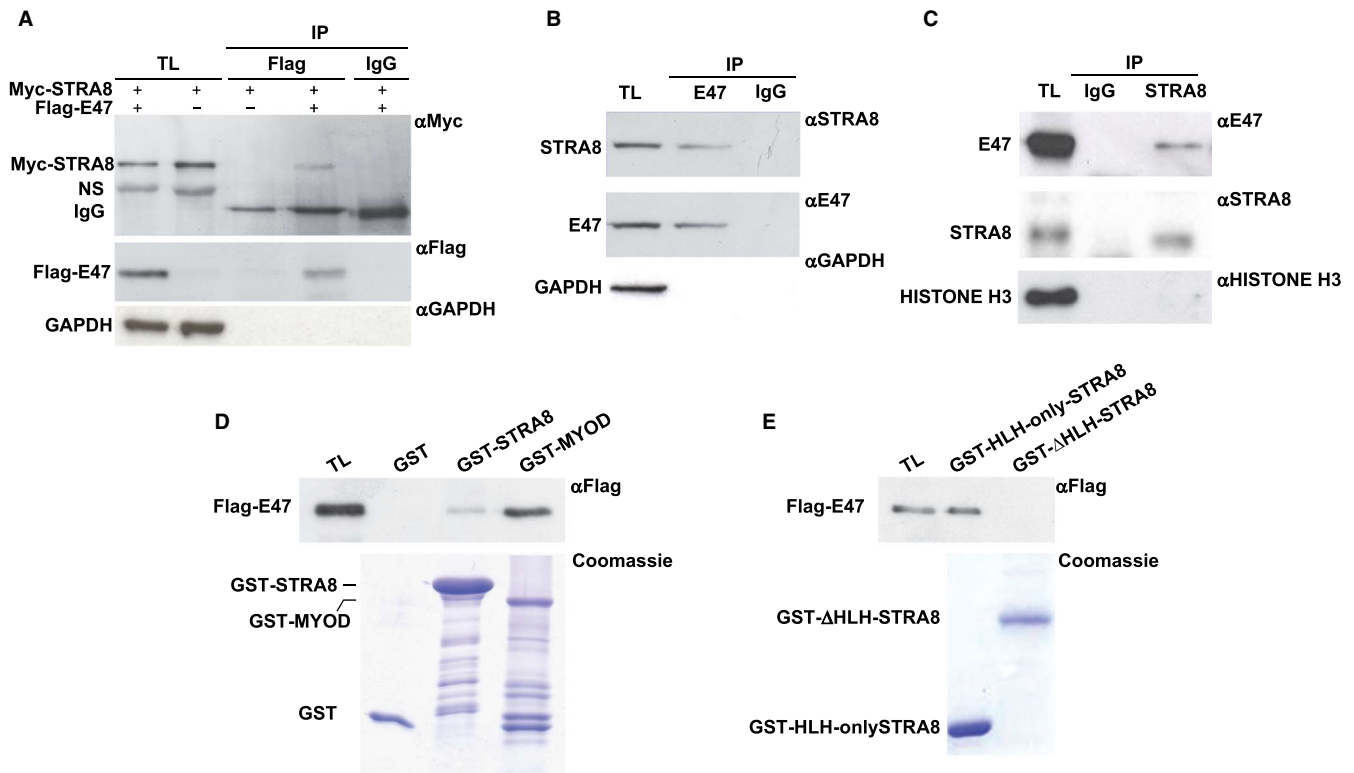 A
IP
TL Flag IgG
Myc-STRA8 + + + + +
Flag-E47 + – – + +
αMyc
Myc-STRA8
NS
IgG
αFlag
Flag-E47
αGAPDH
GAPDH
B
IP
TL E47 IgG
αSTRA8
STRA8
αE47
E47
αGAPDH
GAPDH
C
IP
TL IgG STRA8
αE47
E47
αSTRA8
STRA8
αHISTONE H3
HISTONE H3
D
TL GST GST-STRA8 GST-MYOD
αFlag
Flag-E47
Coomassie
GST-STRA8
GST-MYOD
GST
E
TL GST-HLH-only-STRA8 GST-ΔHLH-STRA8
αFlag
Flag-E47
Coomassie
GST-ΔHLH-STRA8
GST-HLH-onlySTRA8